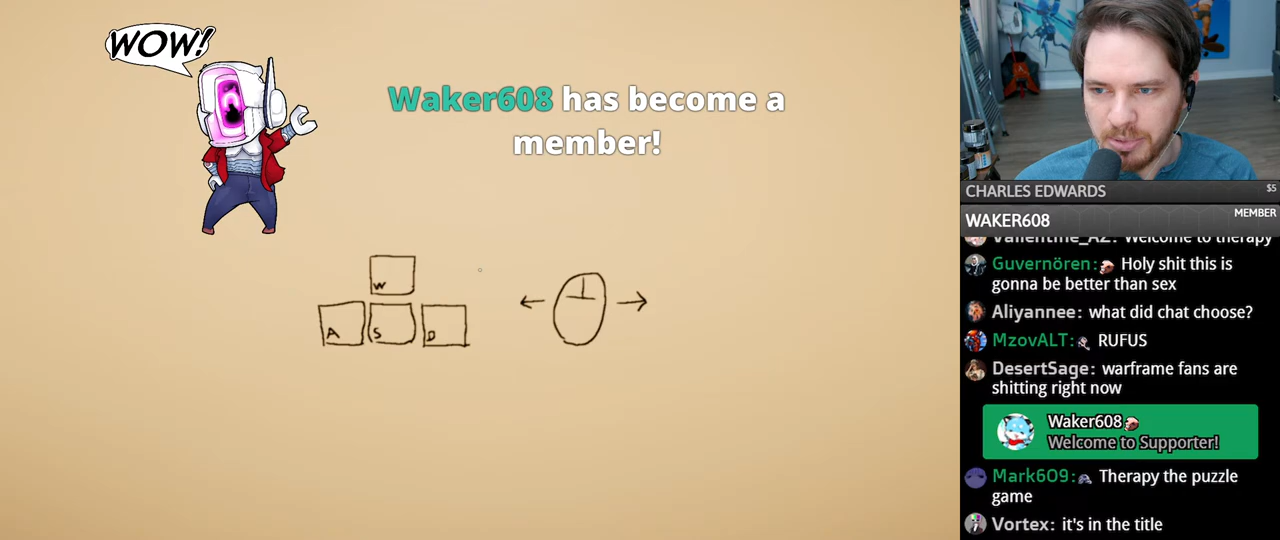 WOW!
Waker608 has become a
member!
W
A
S
D
CHARLES EDWARDS
$5
WAKER608
MEMBER
Valentine_AZ: Welcome to therapy
Guvernören: Holy shit this is
gonna be better than sex
Aliyannee: what did chat choose?
MzovALT: RUFUS
DesertSage: warframe fans are
shitting right now
Waker608
Welcome to Supporter!
Mark6O9: Therapy the puzzle
game
Vortex: it's in the title